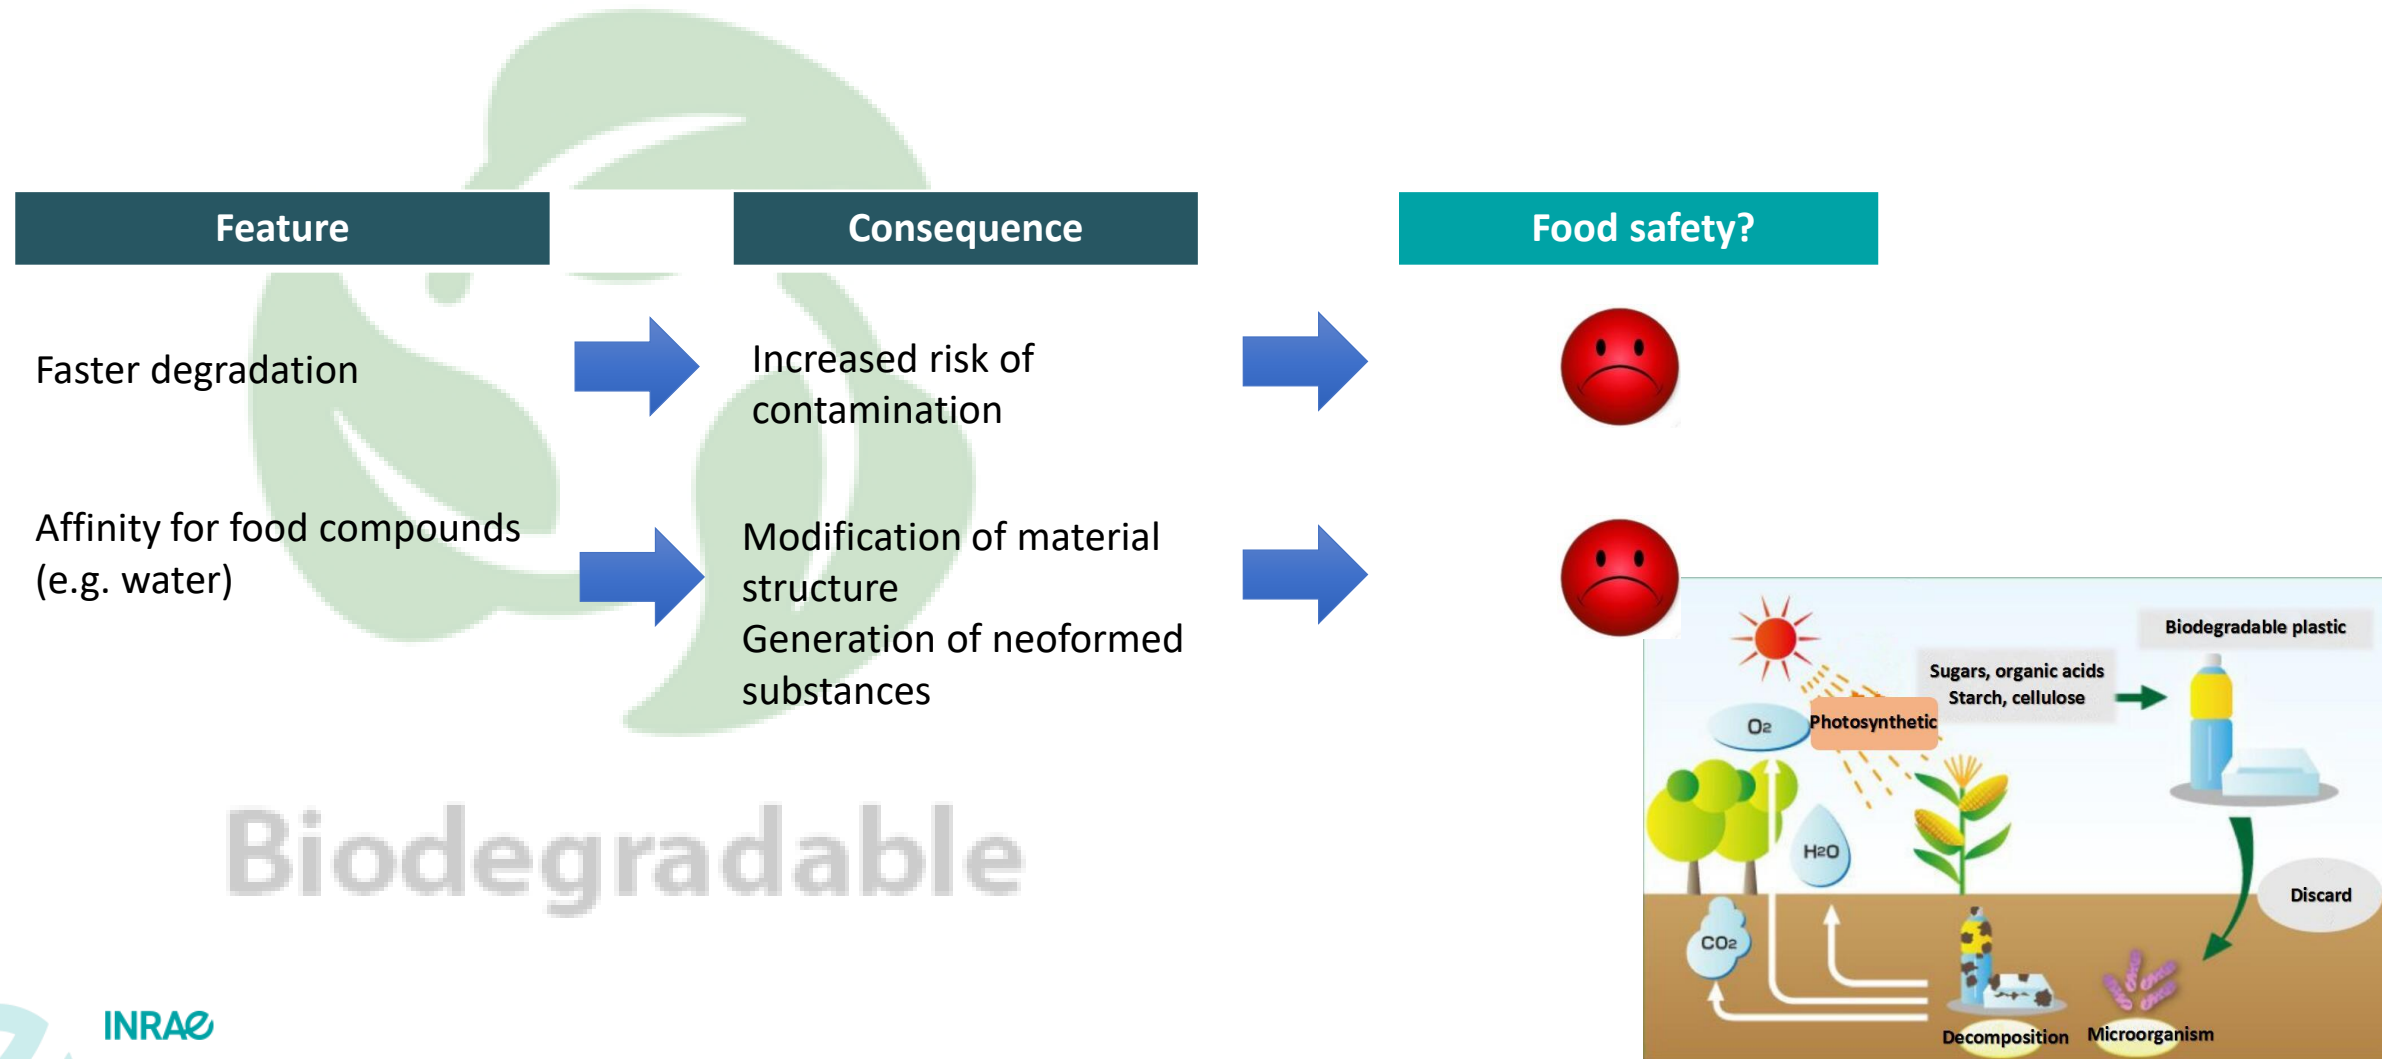 Feature
Consequence
Food safety?
Faster degradation
Increased risk of
contamination
Affinity for food compounds
(e.g. water)
Modification of material
structure
Generation of neoformed
substances
Biodegradable
Biodegradable plastic
Sugars, organic acids
Starch, cellulose
Photosynthetic
O2
H2O
CO2
Discard
Decomposition
Microorganism
INRAE